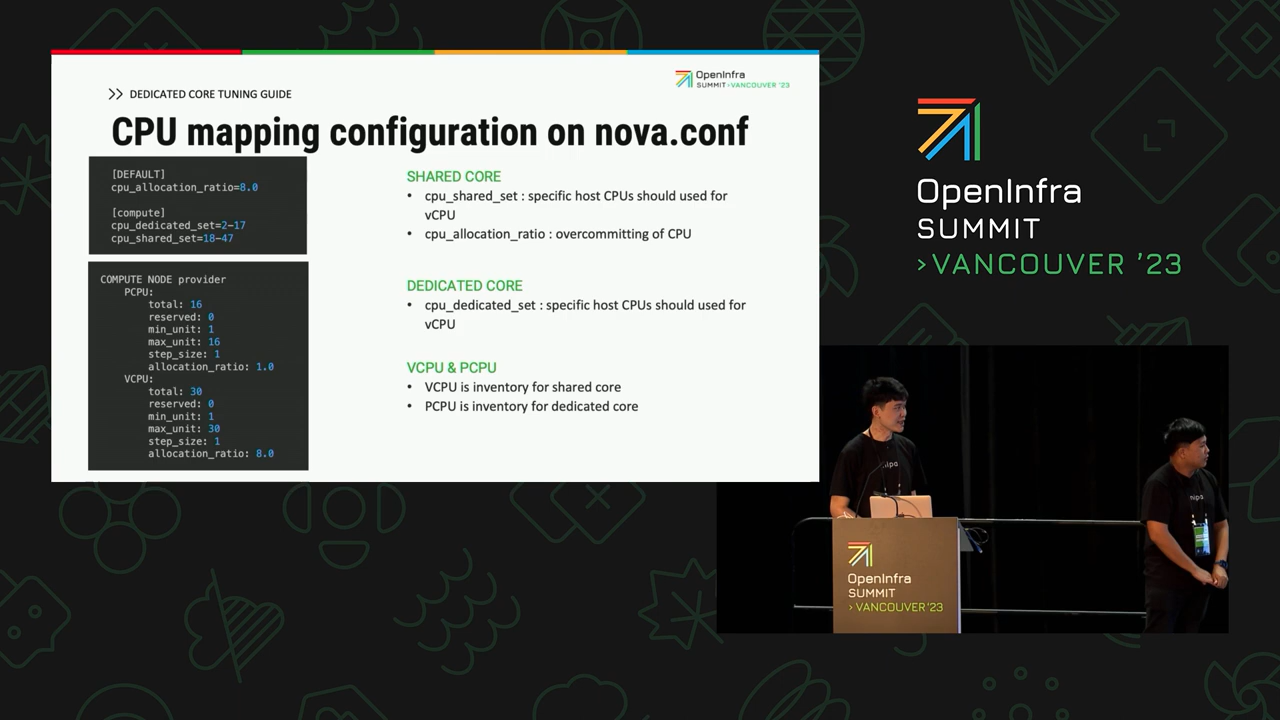 OpenInfra
SUMMIT >VANCOUVER '23
>> DEDICATED CORE TUNING GUIDE
CPU mapping configuration on nova.conf
[DEFAULT]
cpu_allocation_ratio=8.0
[compute]
cpu_dedicated_set=2-17
cpu_shared_set=18-47
COMPUTE NODE provider
PCPU:
total: 16
reserved: 0
min_unit: 1
max_unit: 16
step_size: 1
allocation_ratio: 1.0
VCPU:
total: 30
reserved: 0
min_unit: 1
max_unit: 30
step_size: 1
allocation_ratio: 8.0
SHARED CORE
• cpu_shared_set : specific host CPUs should used for
vCPU
• cpu_allocation_ratio : overcommitting of CPU
DEDICATED CORE
• cpu_dedicated_set : specific host CPUs should used for
vCPU
VCPU & PCPU
• VCPU is inventory for shared core
• PCPU is inventory for dedicated core
OpenInfra
SUMMIT
>VANCOUVER '23
nipa
OpenInfra
SUMMIT
>VANCOUVER '23